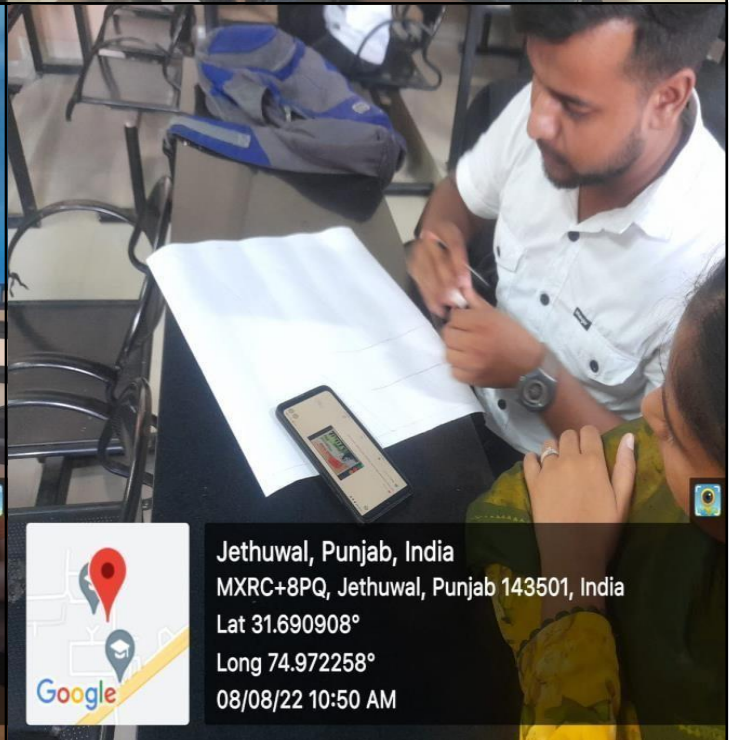 Jethuwal, Punjab, India
MXRC+8PQ, Jethuwal, Punjab 143501, India
Lat 31.690908°
Long 74.972258°
08/08/22 10:50 AM
Google